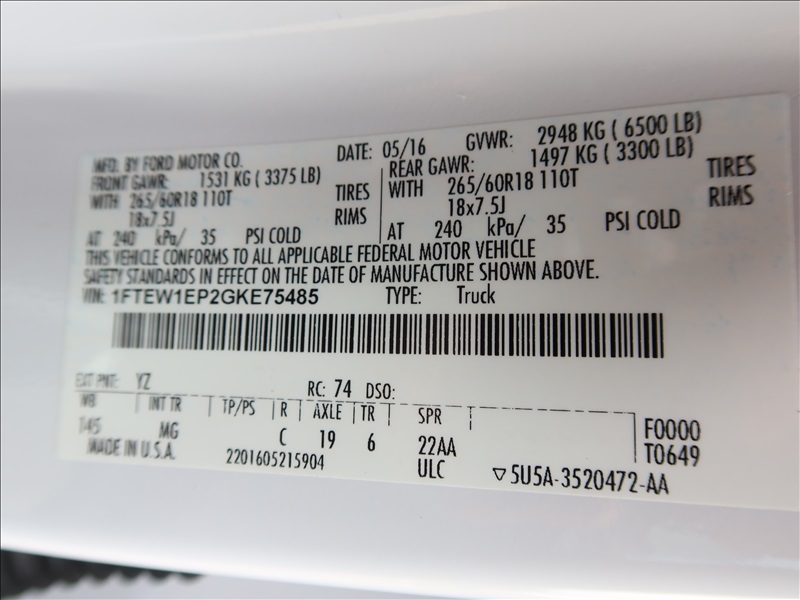 MFD. BY FORD MOTOR CO. DATE: 05/16 GVWR: 2948 KG ( 6500 LB)
FRONT GAWR: 1531 KG ( 3375 LB) REAR GAWR: 1497 KG ( 3300 LB)
WITH 265/60R18 110T TIRES WITH 265/60R18 110T TIRES
18x7.5J RIMS 18x7.5J RIMS
AT 240 kPa/ 35 PSI COLD AT 240 kPa/ 35 PSI COLD
THIS VEHICLE CONFORMS TO ALL APPLICABLE FEDERAL MOTOR VEHICLE
SAFETY STANDARDS IN EFFECT ON THE DATE OF MANUFACTURE SHOWN ABOVE.
VIN: 1FTEW1EP2GKE75485 TYPE: Truck
EXT PNT: YZ RC: 74 DSO:
WB INT TR TP/PS R AXLE TR SPR F0000
145 MG C 19 6 22AA T0649
MADE IN U.S.A. 2201605215904 ULC ▽5U5A-3520472-AA